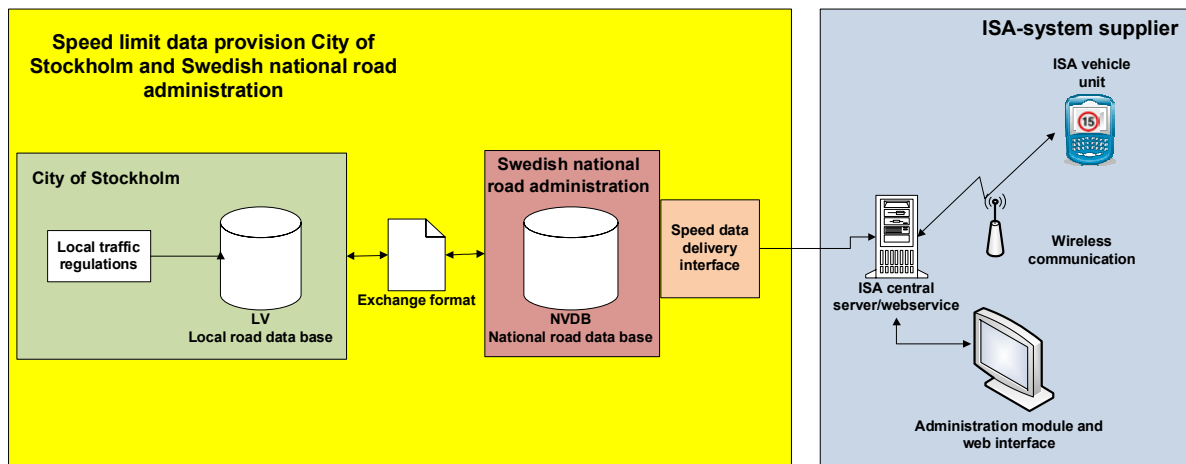 Speed limit data provision City of
Stockholm and Swedish national road
administration
City of Stockholm
Local traffic
regulations
LV
Local road data base
Exchange format
Swedish national
road administration
NVDB
National road data base
Speed data
delivery
interface
ISA-system supplier
ISA vehicle
unit
15
Wireless
communication
ISA central
server/webservice
Administration module and
web interface